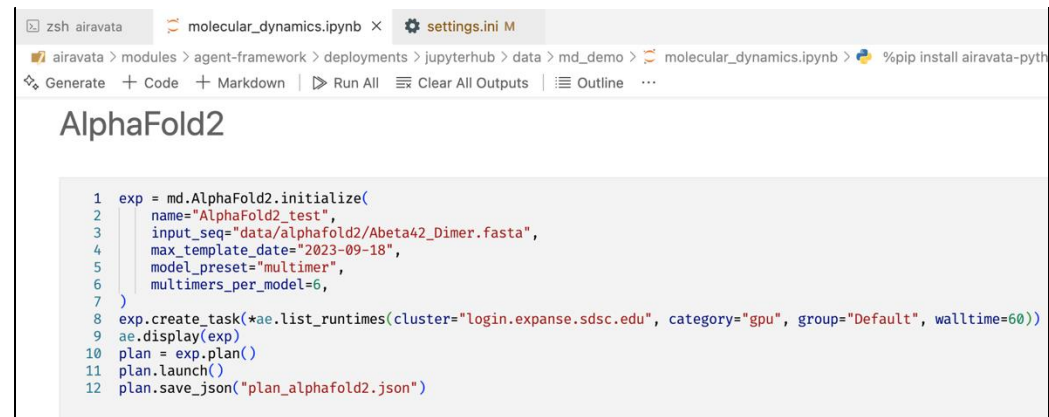 zsh airavata molecular_dynamics.ipynb × settings.ini M
airavata > modules > agent-framework > deployments > jupyterhub > data > md_demo > molecular_dynamics.ipynb > %pip install airavata-pyth
Generate + Code + Markdown | Run All Clear All Outputs | Outline ...
AlphaFold2
1 exp = md.AlphaFold2.initialize(
2     name="AlphaFold2_test",
3     input_seq="data/alphafold2/Abeta42_Dimer.fasta",
4     max_template_date="2023-09-18",
5     model_preset="multimer",
6     multimers_per_model=6,
7 )
8 exp.create_task(*ae.list_runtimes(cluster="login.expanse.sdsc.edu", category="gpu", group="Default", walltime=60))
9 ae.display(exp)
10 plan = exp.plan()
11 plan.launch()
12 plan.save_json("plan_alphafold2.json")